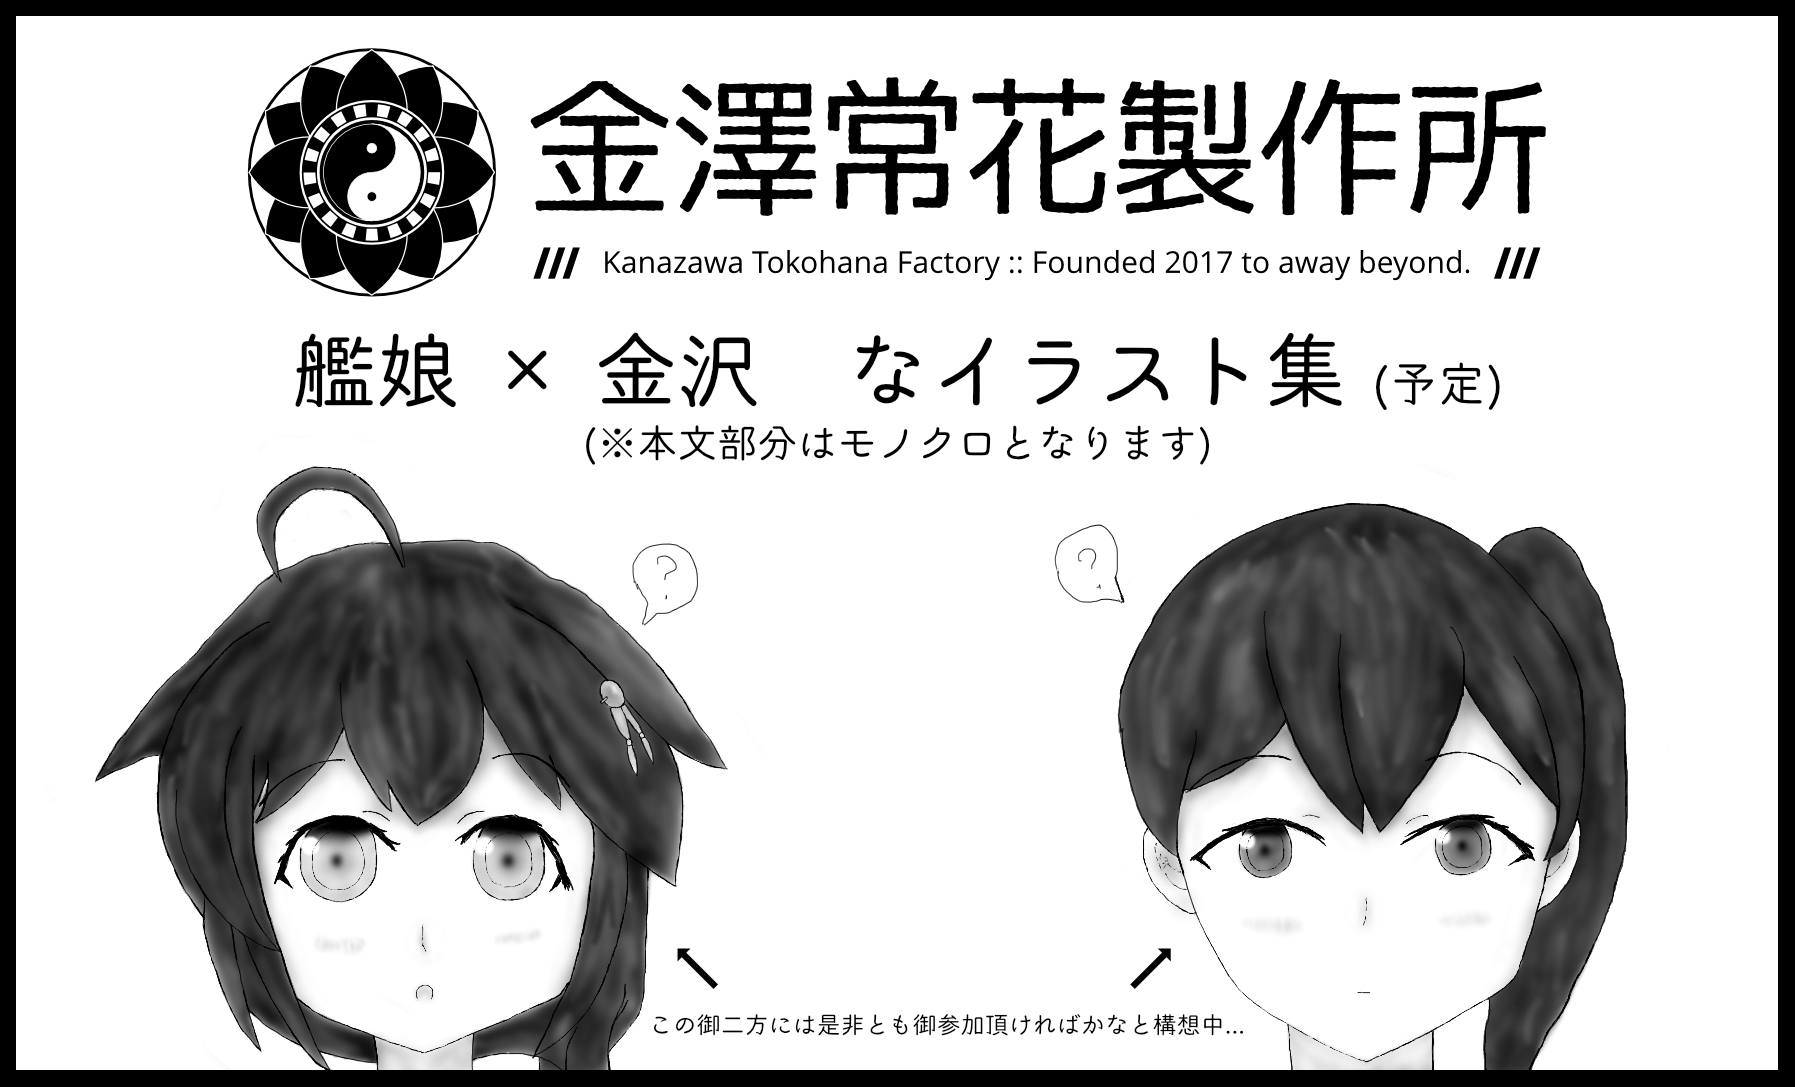 金澤常花製作所
/// Kanazawa Tokohana Factory :: Founded 2017 to away beyond. ///
艦娘 × 金沢　なイラスト集 (予定)
(※本文部分はモノクロとなります)
?
?
この御二方には是非とも御参加頂ければかなと構想中...